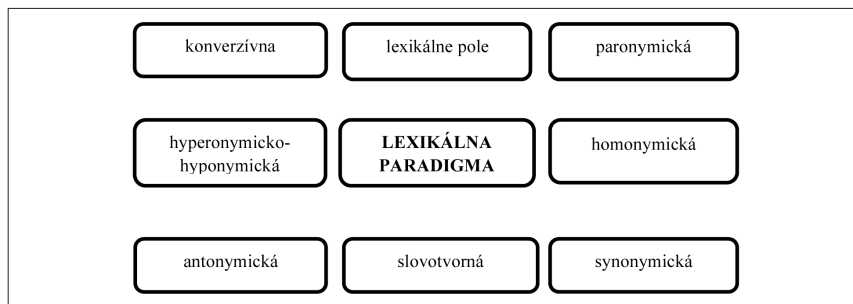 konverzívna
lexikálne pole
paronymická
hyperonymicko-
hyponymická
LEXIKÁLNA
PARADIGMA
homonymická
antonymická
slovotvorná
synonymická